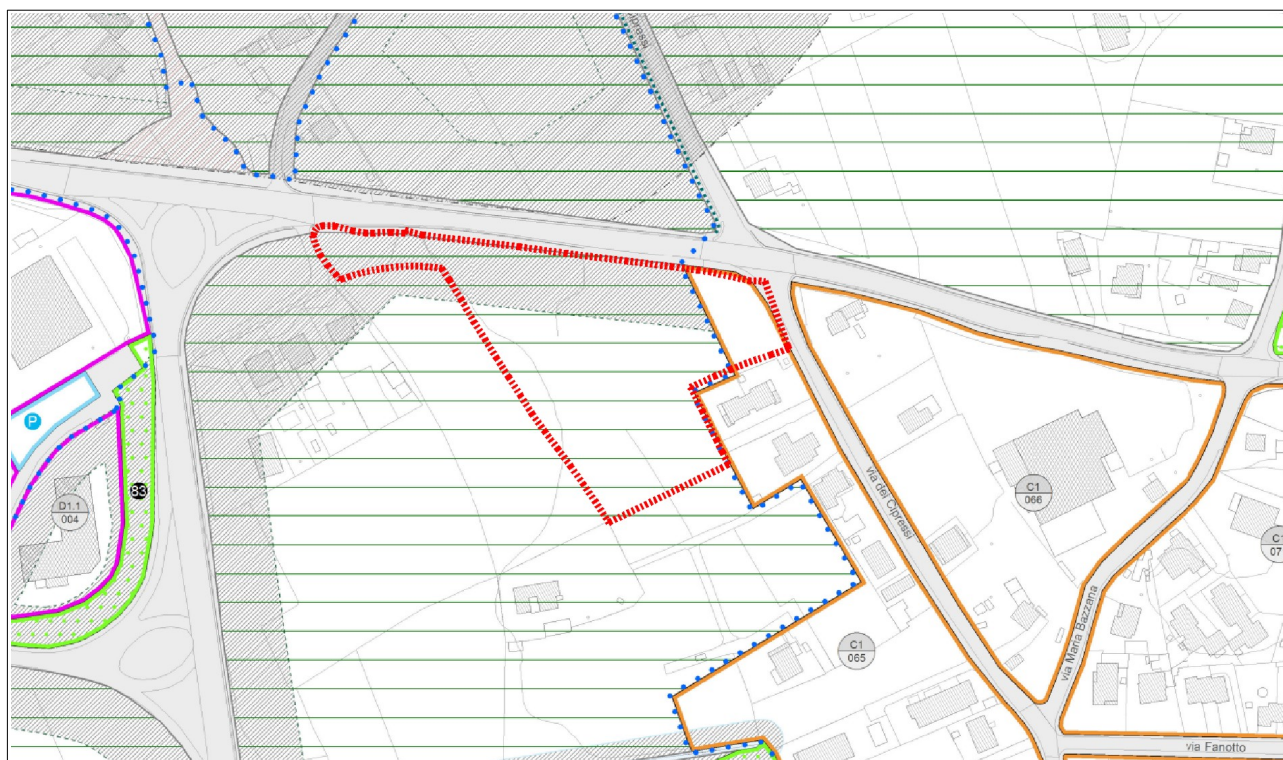 P
83
D1.1
004
via dei Cipressi
C1
066
via Maria Bazzana
C1
065
via Fanotto